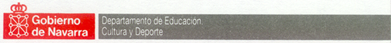 Gobierno
de Navarra
Departamento de Educación,
Cultura y Deporte